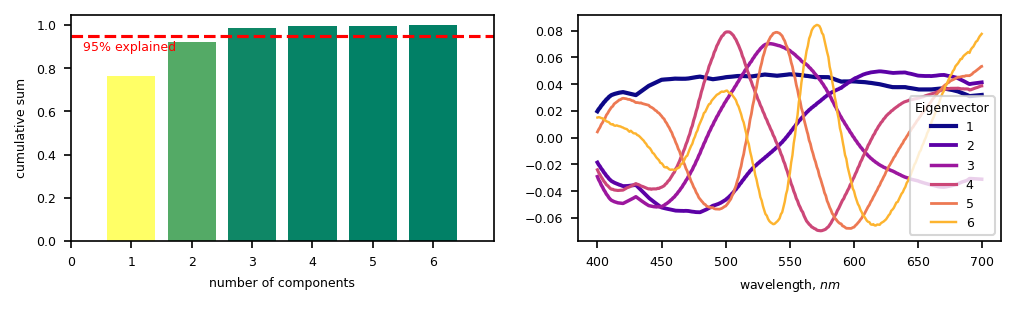 1.0
0.8
0.6
0.4
0.2
0.0
cumulative sum
95% explained
0 1 2 3 4 5 6
number of components
0.08
0.06
0.04
0.02
0.00
−0.02
−0.04
−0.06
Eigenvector
1
2
3
4
5
6
400 450 500 550 600 650 700
wavelength, nm